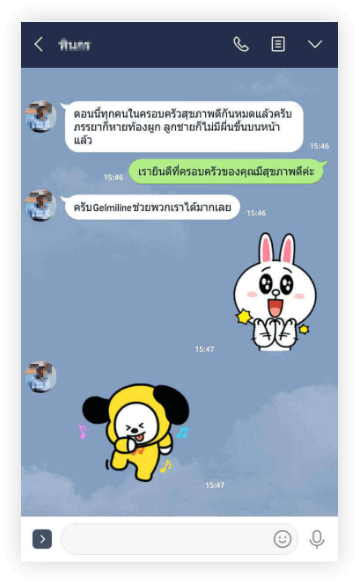 ตอนนี้ทุกคนในครอบครัวสุขภาพดีกันหมดแล้วครับ
ภรรยาก็หายท้องผูก ลูกชายก็ไม่มีผื่นขึ้นบนหน้า
แล้ว
15:46
เรายินดีที่ครอบครัวของคุณมีสุขภาพดีค่ะ
15:46
ครับGelmilineช่วยพวกเราได้มากเลย
15:46
15:47
15:47